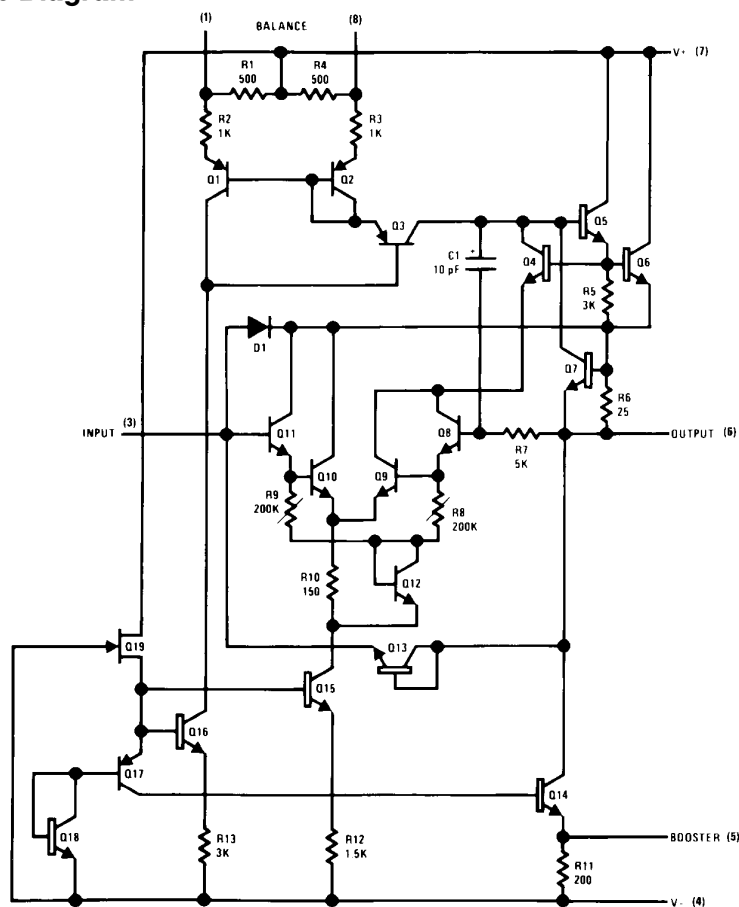 (1)
BALANCE
(8)
V+ (7)
R1
500
R4
500
R2
1K
R3
1K
Q1
Q2
Q3
Q5
C1
+
10 pF
Q4
Q6
R5
3K
D1
Q7
R6
25
INPUT (3)
Q11
Q8
R7
5K
OUTPUT (6)
Q10
Q9
R9
200K
R8
200K
R10
150
Q12
Q13
Q19
Q15
Q16
Q17
Q14
Q18
R13
3K
R12
1.5K
BOOSTER (5)
R11
200
V- (4)